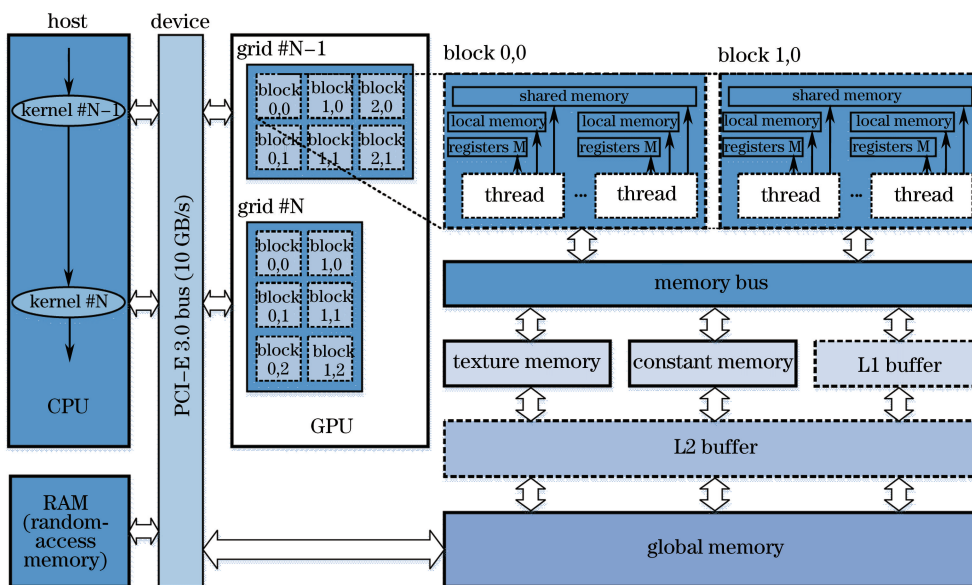 host
device
kernel #N-1
kernel #N
CPU
RAM
(random-
access
memory)
PCI-E 3.0 bus (10 GB/s)
grid #N-1
block
0,0
block
1,0
block
2,0
block
0,1
block
1,1
block
2,1
grid #N
block
0,0
block
1,0
block
0,1
block
1,1
block
0,2
block
1,2
GPU
block 0,0
shared memory
local memory
local memory
registers M
registers M
thread
...
thread
block 1,0
shared memory
local memory
local memory
registers M
registers M
thread
...
thread
memory bus
texture memory
constant memory
L1 buffer
L2 buffer
global memory